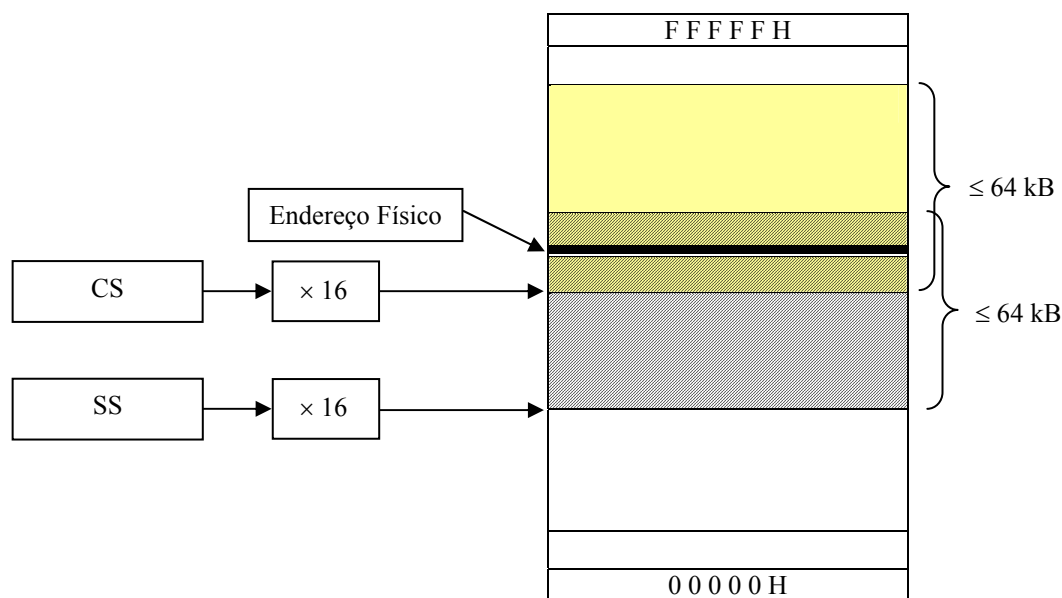 F F F F F H
≤ 64 kB
Endereço Físico
CS
× 16
≤ 64 kB
SS
× 16
0 0 0 0 0 H